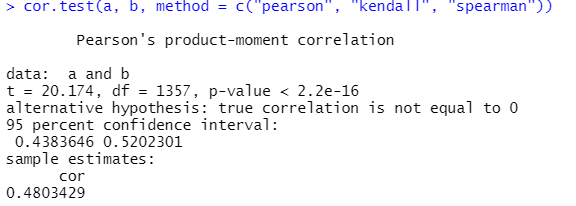 > cor.test(a, b, method = c("pearson", "kendall", "spearman"))
Pearson's product-moment correlation
data:  a and b
t = 20.174, df = 1357, p-value < 2.2e-16
alternative hypothesis: true correlation is not equal to 0
95 percent confidence interval:
0.4383646 0.5202301
sample estimates:
cor
0.4803429